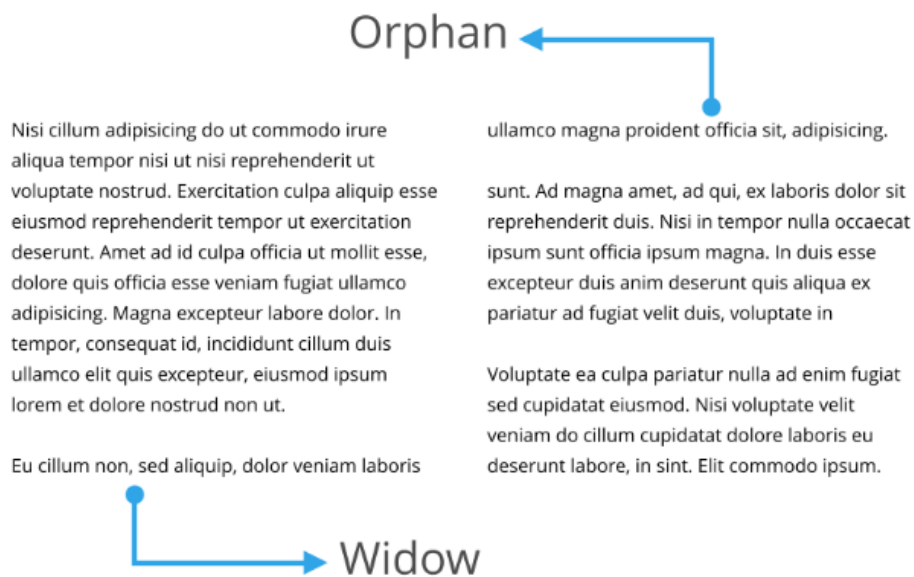 Orphan
Nisi cillum adipisicing do ut commodo irure
aliqua tempor nisi ut nisi reprehenderit ut
voluptate nostrud. Exercitation culpa aliquip esse
eiusmod reprehenderit tempor ut exercitation
deserunt. Amet ad id culpa officia ut mollit esse,
dolore quis officia esse veniam fugiat ullamco
adipisicing. Magna excepteur labore dolor. In
tempor, consequat id, incididunt cillum duis
ullamco elit quis excepteur, eiusmod ipsum
lorem et dolore nostrud non ut.
Eu cillum non, sed aliquip, dolor veniam laboris
ullamco magna proident officia sit, adipisicing.
sunt. Ad magna amet, ad qui, ex laboris dolor sit
reprehenderit duis. Nisi in tempor nulla occaecat
ipsum sunt officia ipsum magna. In duis esse
excepteur duis anim deserunt quis aliqua ex
pariatur ad fugiat velit duis, voluptate in
Voluptate ea culpa pariatur nulla ad enim fugiat
sed cupidatat eiusmod. Nisi voluptate velit
veniam do cillum cupidatat dolore laboris eu
deserunt labore, in sint. Elit commodo ipsum.
Widow